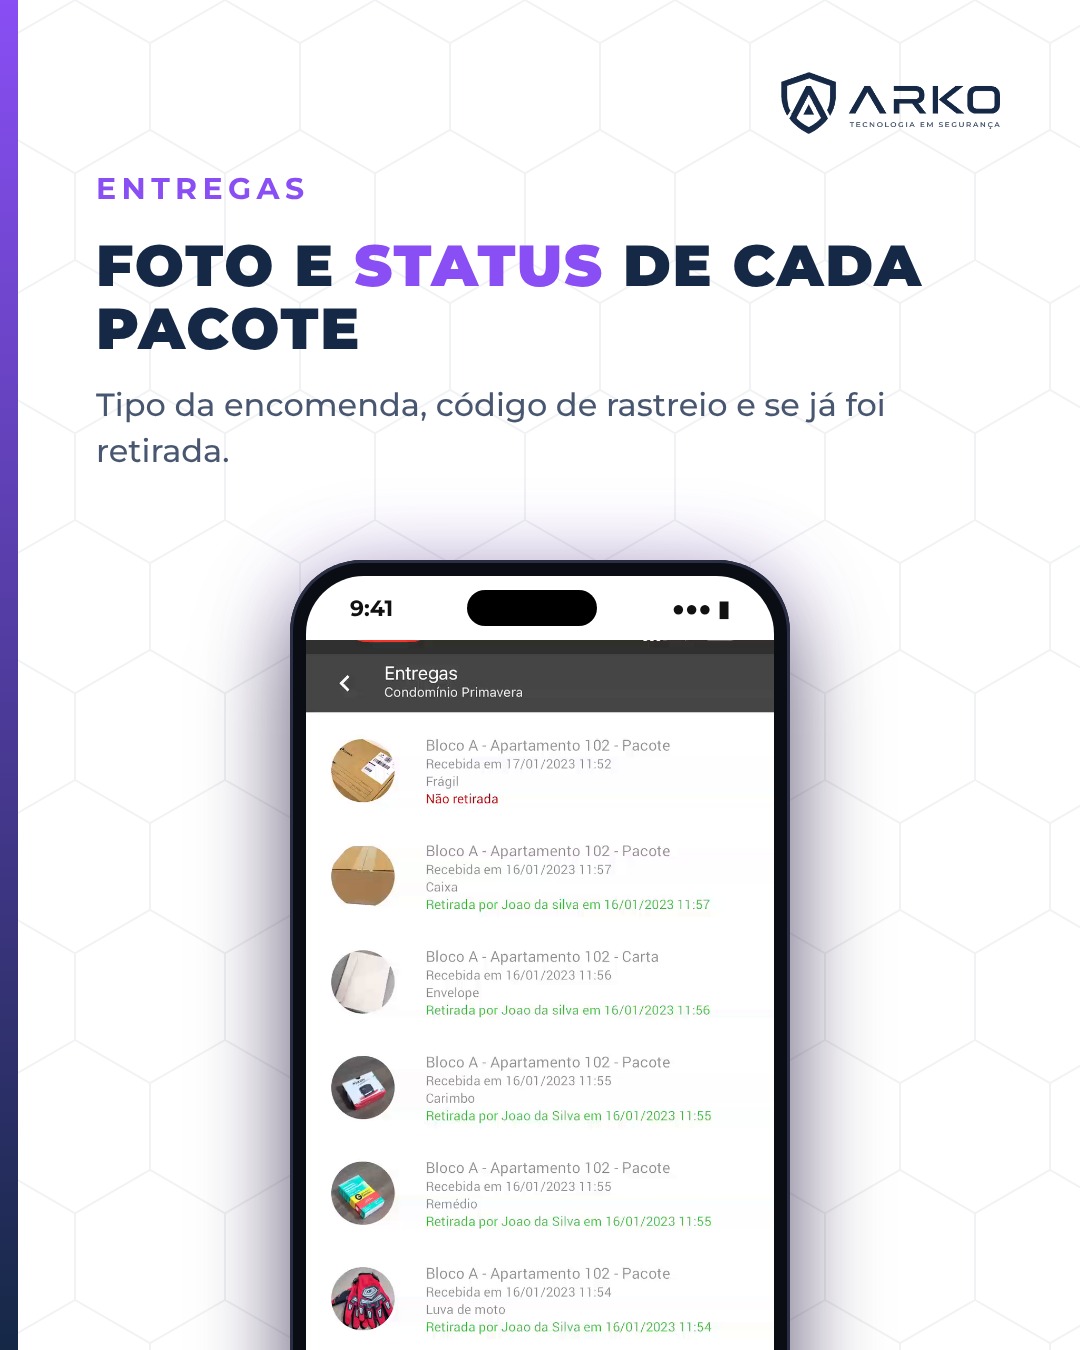 ARKO
TECNOLOGIA EM SEGURANÇA
ENTREGAS
FOTO E STATUS DE CADA
PACOTE
Tipo da encomenda, código de rastreio e se já foi
retirada.
9:41
Entregas
Condomínio Primavera
Bloco A - Apartamento 102 - Pacote
Recebida em 17/01/2023 11:52
Frágil
Não retirada
Bloco A - Apartamento 102 - Pacote
Recebida em 16/01/2023 11:57
Caixa
Retirada por Joao da silva em 16/01/2023 11:57
Bloco A - Apartamento 102 - Carta
Recebida em 16/01/2023 11:56
Envelope
Retirada por Joao da silva em 16/01/2023 11:56
Bloco A - Apartamento 102 - Pacote
Recebida em 16/01/2023 11:55
Carimbo
Retirada por Joao da Silva em 16/01/2023 11:55
Bloco A - Apartamento 102 - Pacote
Recebida em 16/01/2023 11:55
Remédio
Retirada por Joao da Silva em 16/01/2023 11:55
Bloco A - Apartamento 102 - Pacote
Recebida em 16/01/2023 11:54
Luva de moto
Retirada por Joao da Silva em 16/01/2023 11:54